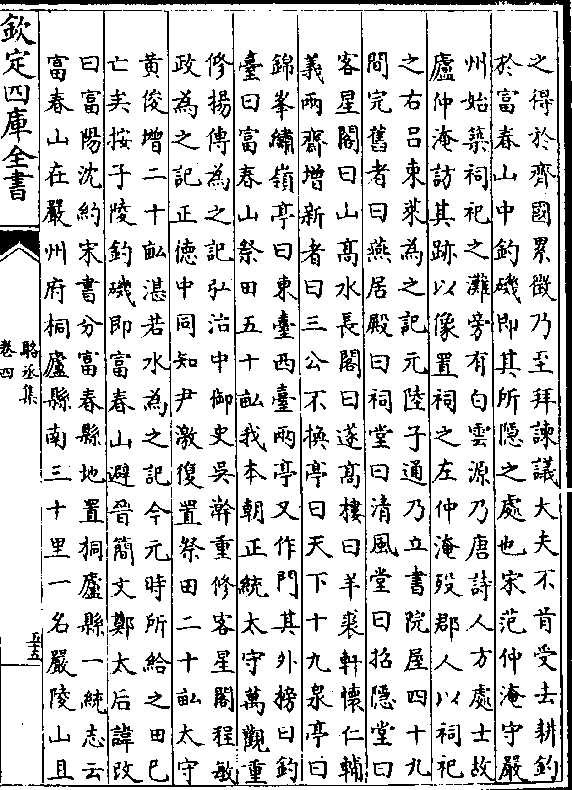 之得於齊國累徵乃至拜諫議大夫不肯受去耕釣
於富春山中釣磯即其所隱之處也宋范仲淹守嚴
州始築祠祀之灘旁有白雲源乃唐詩人方處士故
廬仲淹訪其跡以像置祠之左仲淹歿郡人以祠祀
之右吕東萊為之記元陸子通乃立書院屋四十九
間完舊者曰燕居殿曰祠堂曰清風堂曰招隱堂曰
客星閣曰山髙水長閣曰遂髙樓曰羊裘軒懐仁輔
義兩齋增新者曰三公不換亭曰天下十九泉亭曰
錦峯繡嶺亭曰東臺西臺兩亭又作門其外榜曰釣
臺曰富春山祭田五十畝我本朝正統太守萬觀重
修楊傅為之記弘治中御史吳瀚重修客星閣程敏
政為之記正德中同知尹激復置祭田二十畝太守
黄俊增二十畝湛若水為之記今元時所給之田已
亡矣按子陵釣磯即富春山避晉簡文鄭太后諱改
曰富陽沈約宋書分富春縣地置桐廬縣一統志云
富春山在嚴州府桐廬縣南三十里一名嚴陵山且
欽定四庫全書
駱丞集
卷四
五五